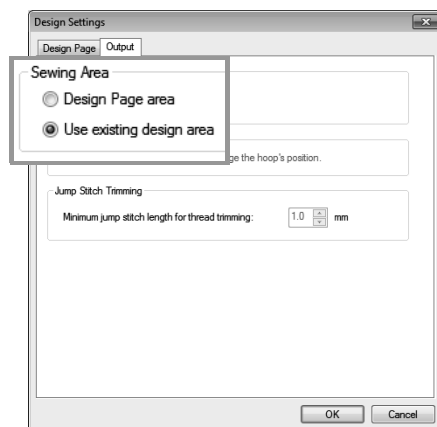 Design Settings
Design Page Output
Sewing Area
Design Page area
Use existing design area
ge the hoop's position.
Jump Stitch Trimming
Minimum jump stitch length for thread trimming: 1.0 mm
OK Cancel